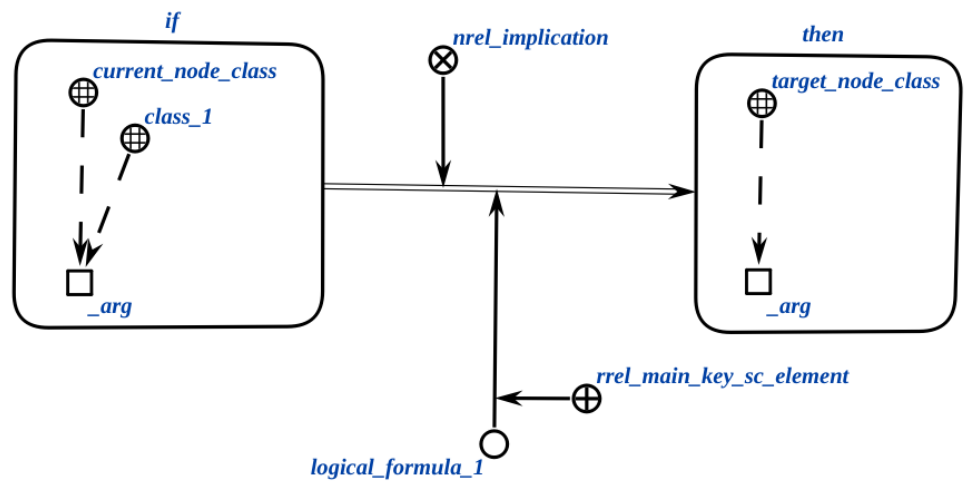 if
nrel_implication
then
current_node_class
class_1
target_node_class
_arg
_arg
rrel_main_key_sc_element
logical_formula_1